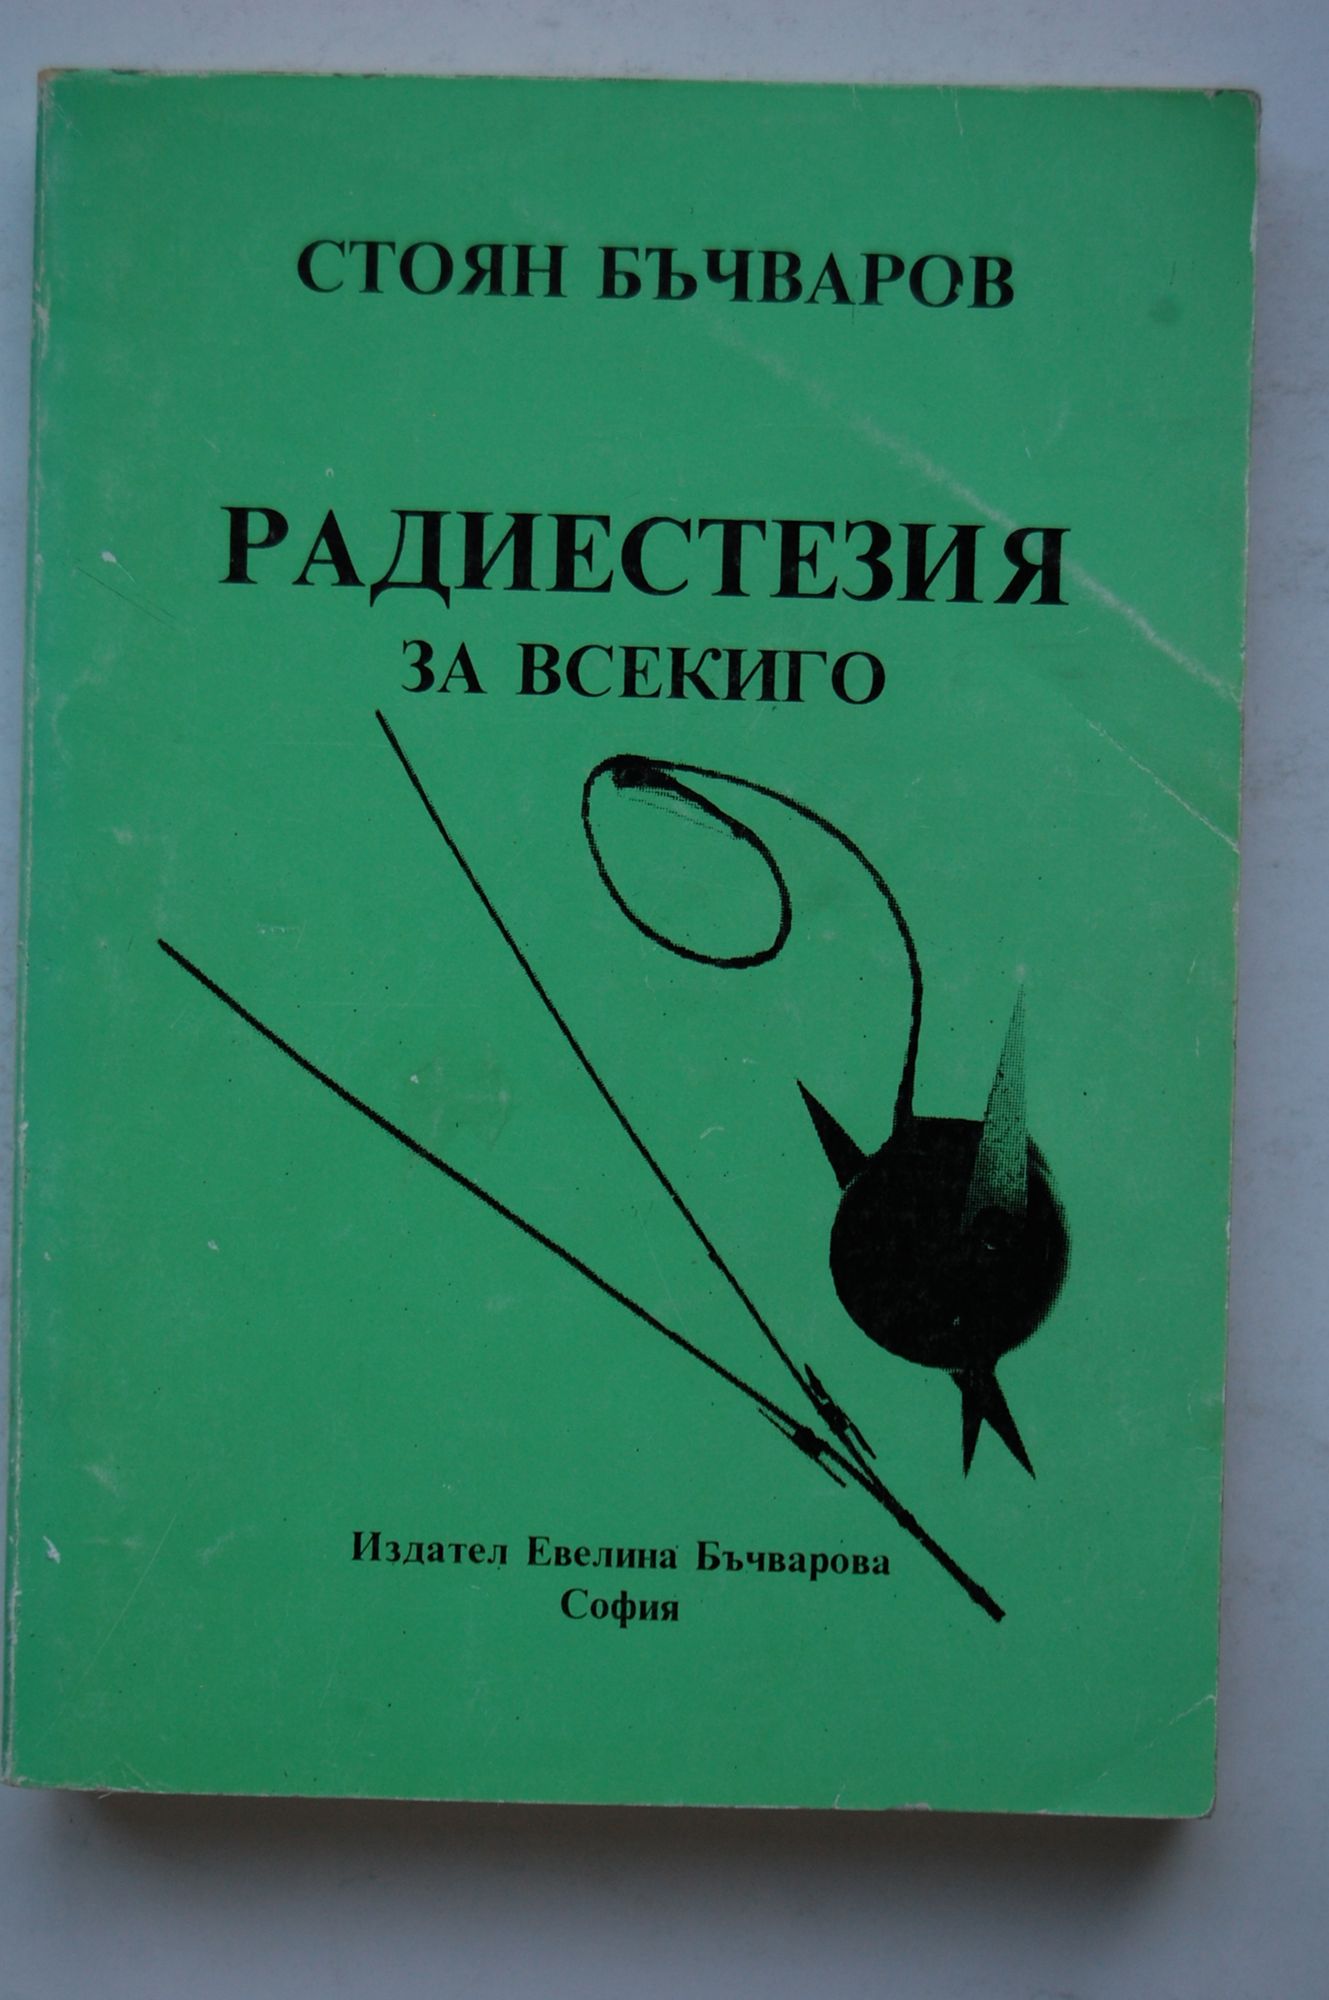 СТОЯН БЪЧВАРОВ
РАДИЕСТЕЗИЯ
ЗА ВСЕКИГО
Издател Евелина Бъчварова
София